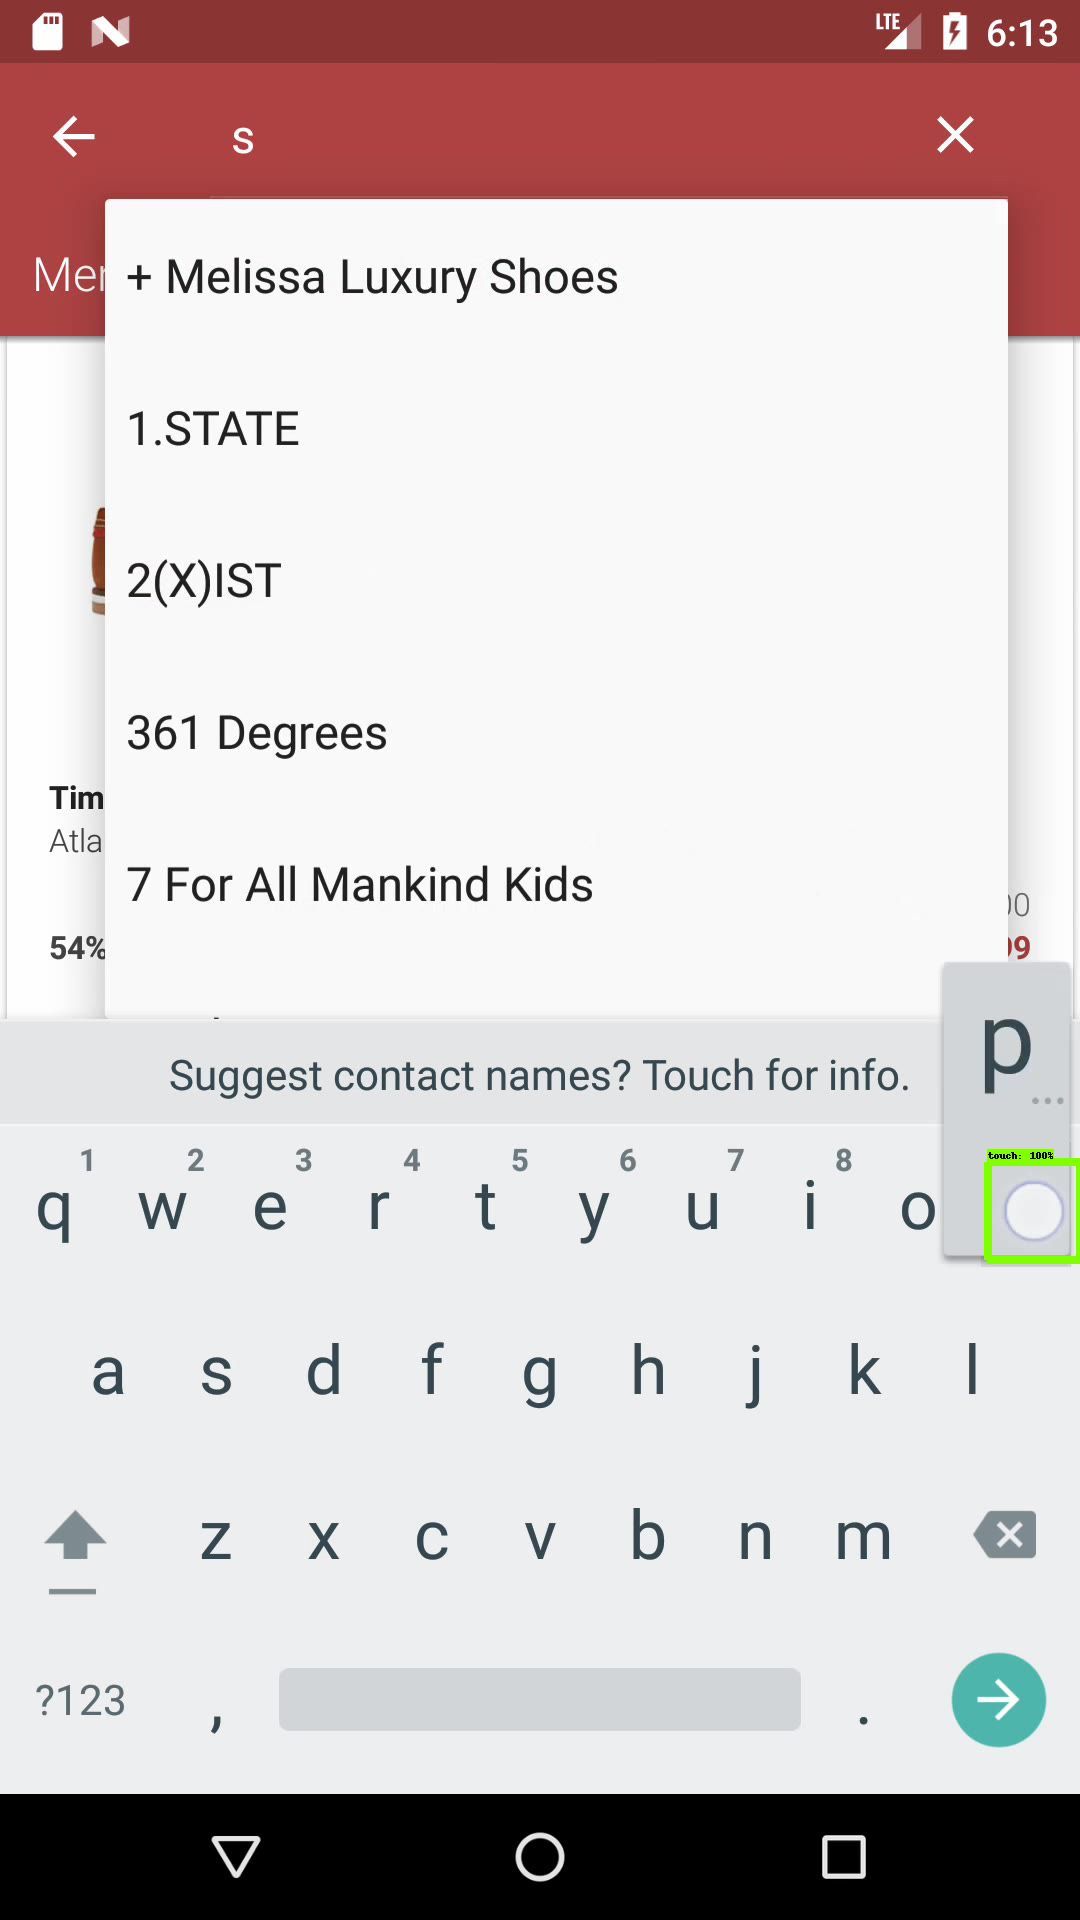 LTE 6:13
s
Mer
+ Melissa Luxury Shoes
1.STATE
2(X)IST
361 Degrees
7 For All Mankind Kids
Tim
Atla
00
54%
99
p
...
Suggest contact names? Touch for info.
touch: 100%
1 2 3 4 5 6 7 8
q w e r t y u i o
a s d f g h j k l
z x c v b n m
?123 , .